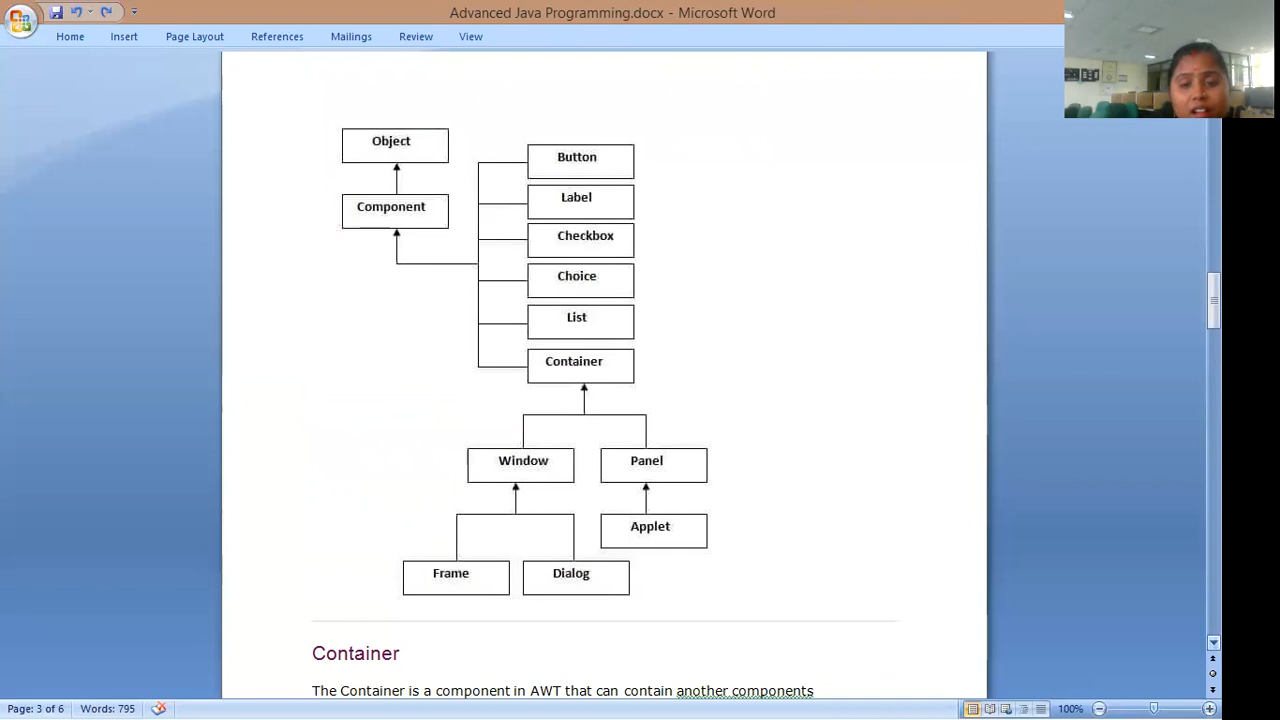 Advanced Java Programming.docx - Microsoft Word
Home Insert Page Layout References Mailings Review View
Object
Component
Button
Label
Checkbox
Choice
List
Container
Window
Panel
Applet
Frame
Dialog
Container
The Container is a component in AWT that can contain another components
Page: 3 of 6 Words: 795 100%